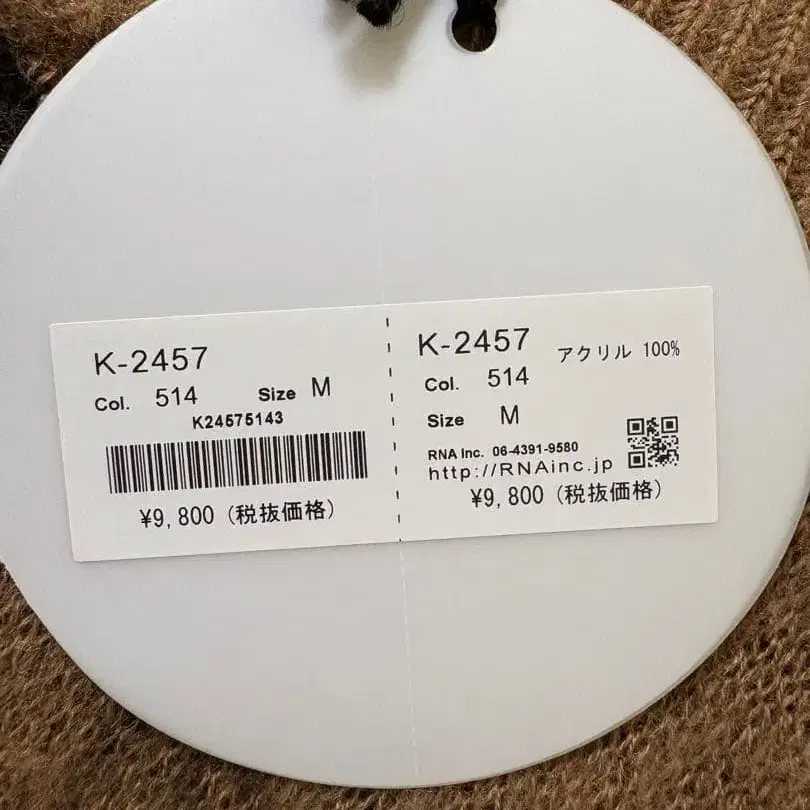 K-2457
Col. 514 Size M
K24575143
¥9,800 (税抜価格)
K-2457 アクリル 100%
Col. 514
Size M
RNA Inc. 06-4391-9580
http://RNAinc.jp
¥9,800 (税抜価格)